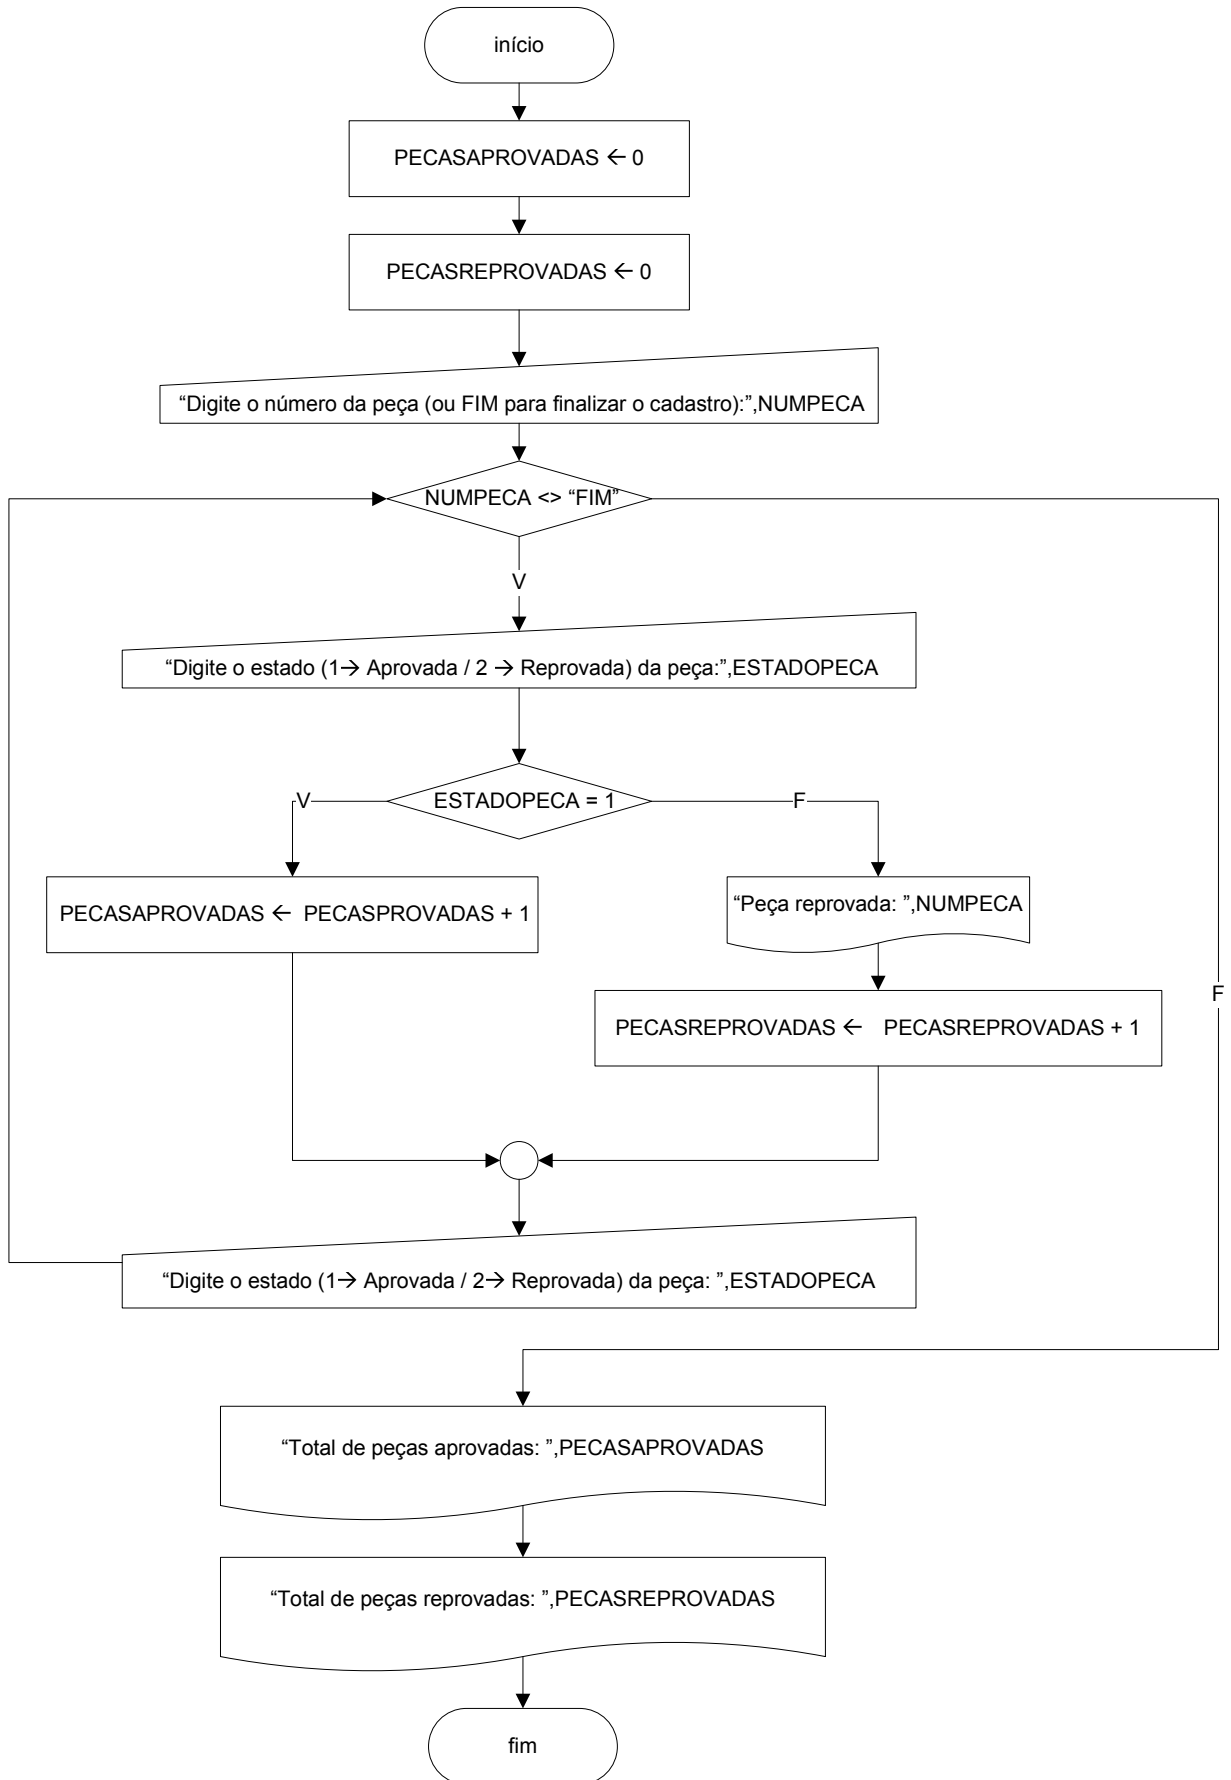 início
PECASAPROVADAS ← 0
PECASREPROVADAS ← 0
“Digite o número da peça (ou FIM para finalizar o cadastro):”,NUMPECA
NUMPECA <> “FIM”
V
“Digite o estado (1→ Aprovada / 2 → Reprovada) da peça:”,ESTADOPECA
V
ESTADOPECA = 1
F
PECASAPROVADAS ← PECASPROVADAS + 1
“Peça reprovada: ”,NUMPECA
F
PECASREPROVADAS ← PECASREPROVADAS + 1
“Digite o estado (1→ Aprovada / 2→ Reprovada) da peça: ”,ESTADOPECA
“Total de peças aprovadas: ”,PECASAPROVADAS
“Total de peças reprovadas: ”,PECASREPROVADAS
fim